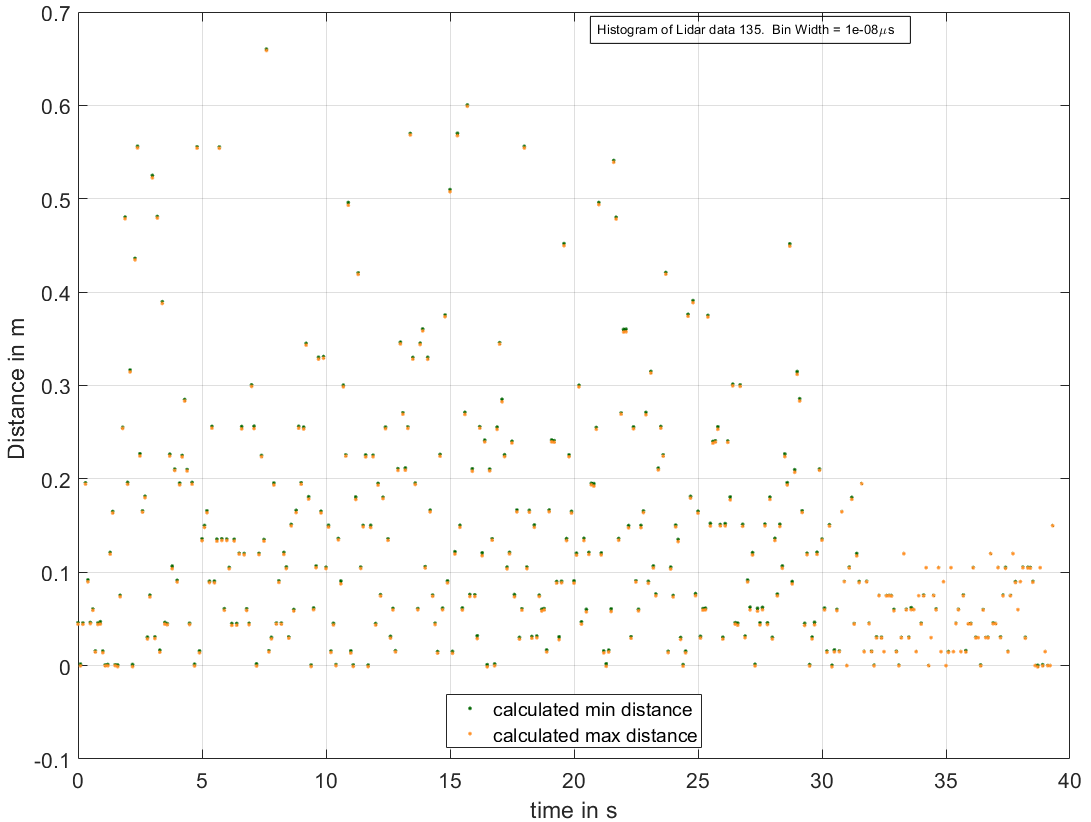 Histogram of Lidar data 135.  Bin Width = 1e-08μs
0.7
0.6
0.5
0.4
0.3
0.2
0.1
0
-0.1
Distance in m
calculated min distance
calculated max distance
0 5 10 15 20 25 30 35 40
time in s